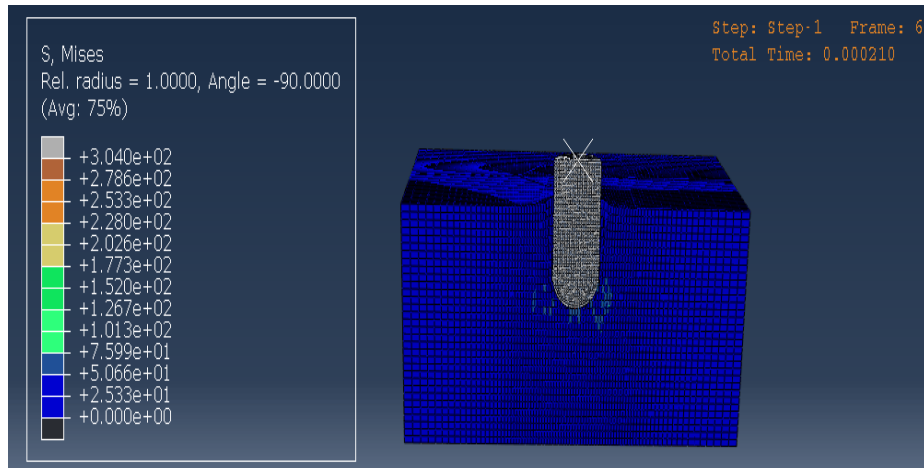 S, Mises
Rel. radius = 1.0000, Angle = -90.0000
(Avg: 75%)
+3.040e+02
+2.786e+02
+2.533e+02
+2.280e+02
+2.026e+02
+1.773e+02
+1.520e+02
+1.267e+02
+1.013e+02
+7.599e+01
+5.066e+01
+2.533e+01
+0.000e+00
Step: Step-1 Frame: 6
Total Time: 0.000210